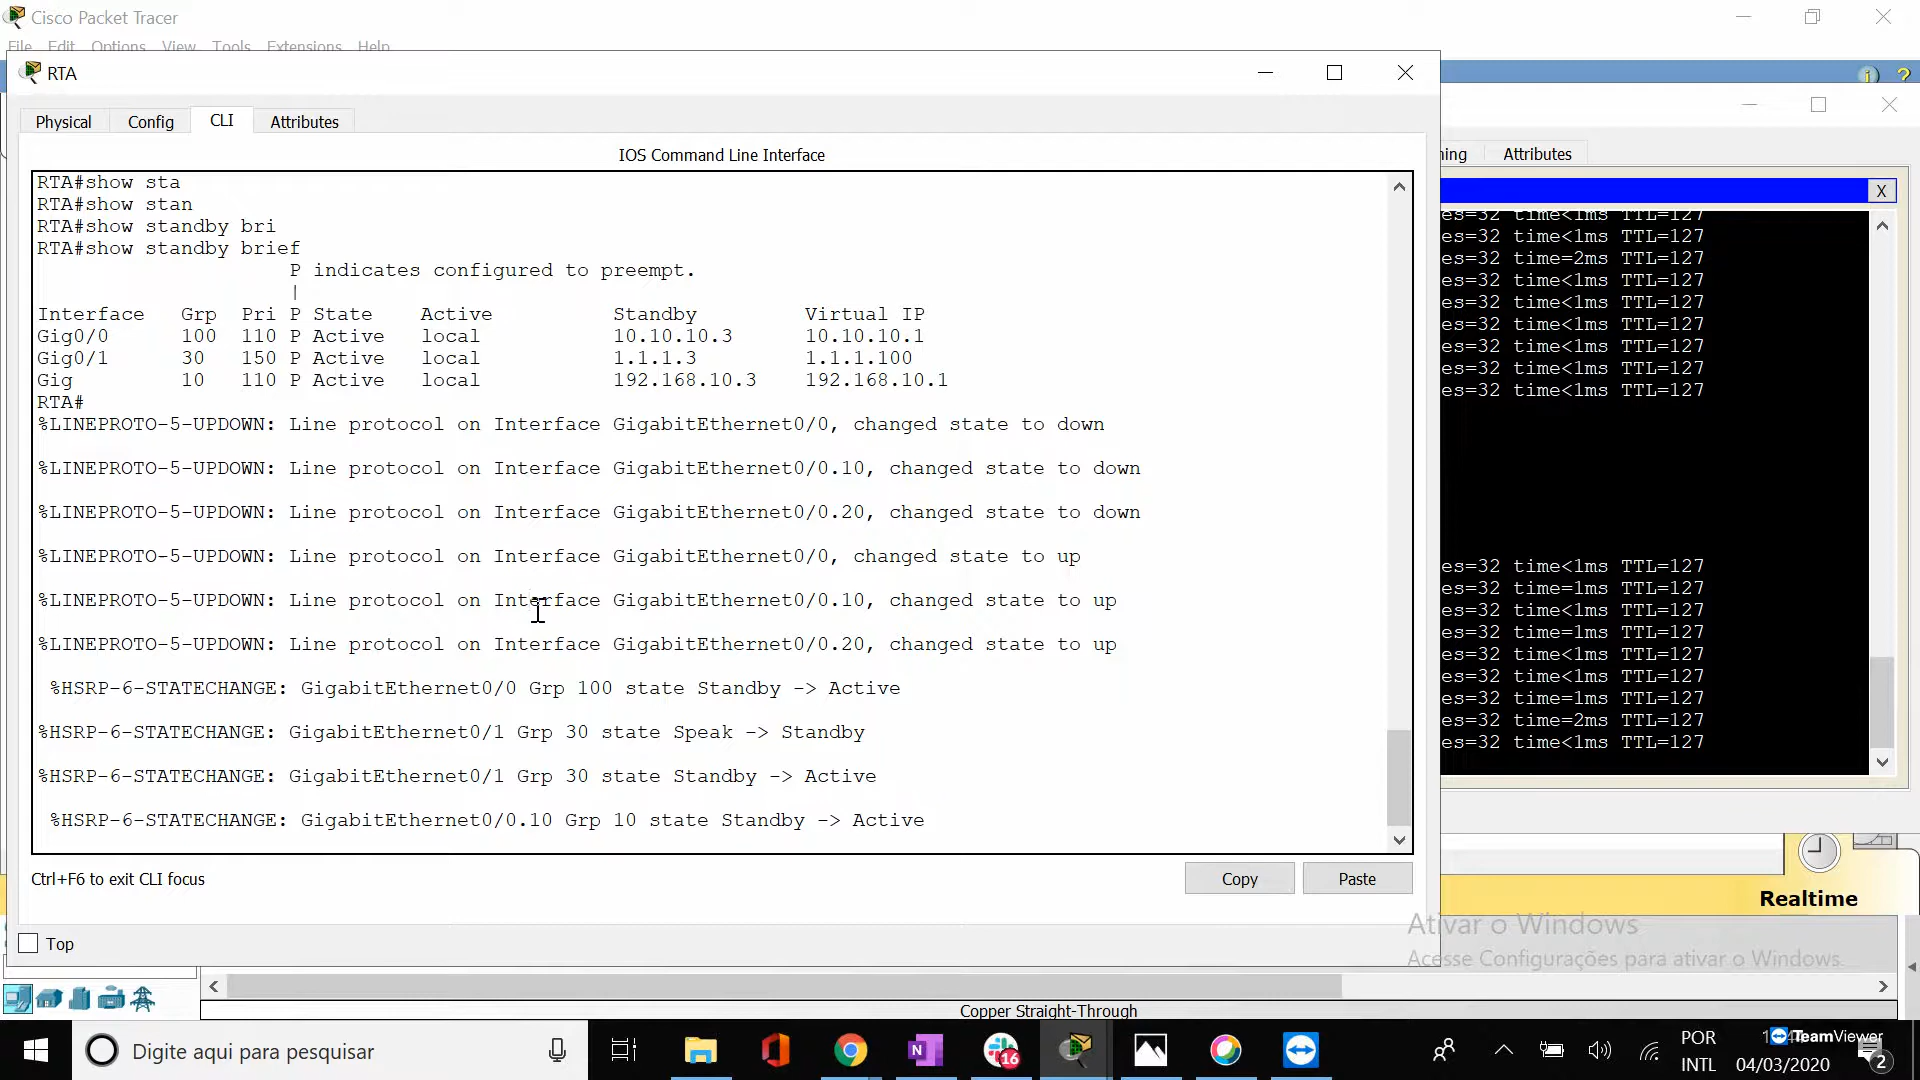 Cisco Packet Tracer
File Edit Options View Tools Extensions Help
RTA
Physical Config CLI Attributes
IOS Command Line Interface
RTA#show sta
RTA#show stan
RTA#show standby bri
RTA#show standby brief
P indicates configured to preempt.
|
Interface Grp Pri P State Active Standby Virtual IP
Gig0/0 100 110 P Active local 10.10.10.3 10.10.10.1
Gig0/1 30 150 P Active local 1.1.1.3 1.1.1.100
Gig 10 110 P Active local 192.168.10.3 192.168.10.1
RTA#
%LINEPROTO-5-UPDOWN: Line protocol on Interface GigabitEthernet0/0, changed state to down
%LINEPROTO-5-UPDOWN: Line protocol on Interface GigabitEthernet0/0.10, changed state to down
%LINEPROTO-5-UPDOWN: Line protocol on Interface GigabitEthernet0/0.20, changed state to down
%LINEPROTO-5-UPDOWN: Line protocol on Interface GigabitEthernet0/0, changed state to up
%LINEPROTO-5-UPDOWN: Line protocol on Interface GigabitEthernet0/0.10, changed state to up
%LINEPROTO-5-UPDOWN: Line protocol on Interface GigabitEthernet0/0.20, changed state to up
%HSRP-6-STATECHANGE: GigabitEthernet0/0 Grp 100 state Standby -> Active
%HSRP-6-STATECHANGE: GigabitEthernet0/1 Grp 30 state Speak -> Standby
%HSRP-6-STATECHANGE: GigabitEthernet0/1 Grp 30 state Standby -> Active
%HSRP-6-STATECHANGE: GigabitEthernet0/0.10 Grp 10 state Standby -> Active
Ctrl+F6 to exit CLI focus
Copy Paste
Top
ning Attributes
X
es=32 time<1ms TTL=127
es=32 time<1ms TTL=127
es=32 time=2ms TTL=127
es=32 time<1ms TTL=127
es=32 time<1ms TTL=127
es=32 time<1ms TTL=127
es=32 time<1ms TTL=127
es=32 time<1ms TTL=127
es=32 time<1ms TTL=127
es=32 time<1ms TTL=127
es=32 time=1ms TTL=127
es=32 time<1ms TTL=127
es=32 time=1ms TTL=127
es=32 time<1ms TTL=127
es=32 time<1ms TTL=127
es=32 time=1ms TTL=127
es=32 time=2ms TTL=127
es=32 time<1ms TTL=127
Realtime
Ativar o Windows
Acesse Configurações para ativar o Windows.
Copper Straight-Through
Digite aqui para pesquisar
16
POR
INTL
TeamViewer
04/03/2020
2